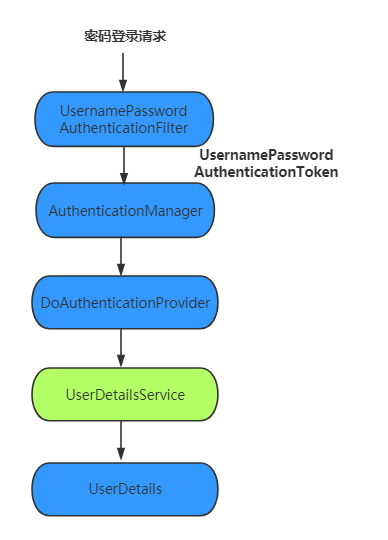 密码登录请求
UsernamePassword
AuthenticationFilter
UsernamePassword
AuthenticationToken
AuthenticationManager
DoAuthenticationProvider
UserDetailsService
UserDetails